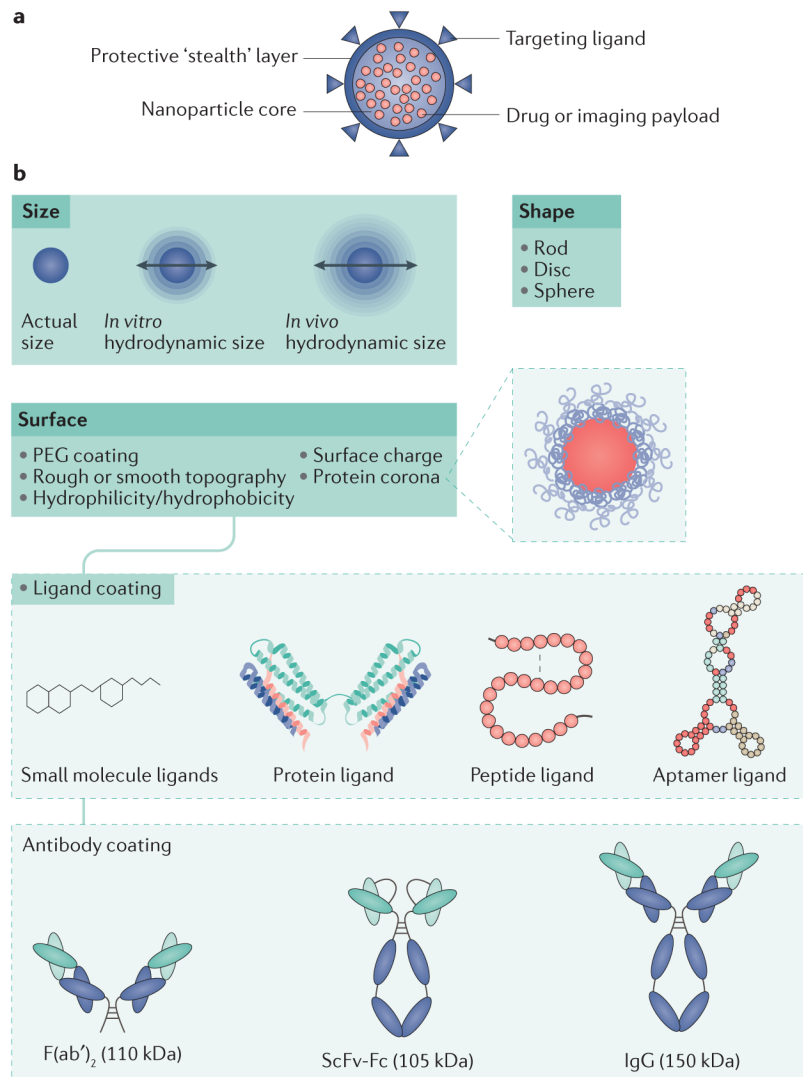 a
Protective ‘stealth’ layer
Targeting ligand
Nanoparticle core
Drug or imaging payload
b
Size
Actual
size
In vitro
hydrodynamic size
In vivo
hydrodynamic size
Shape
• Rod
• Disc
• Sphere
Surface
• PEG coating
• Rough or smooth topography
• Hydrophilicity/hydrophobicity
• Surface charge
• Protein corona
• Ligand coating
Small molecule ligands
Protein ligand
Peptide ligand
Aptamer ligand
Antibody coating
F(ab′)₂ (110 kDa)
ScFv-Fc (105 kDa)
IgG (150 kDa)